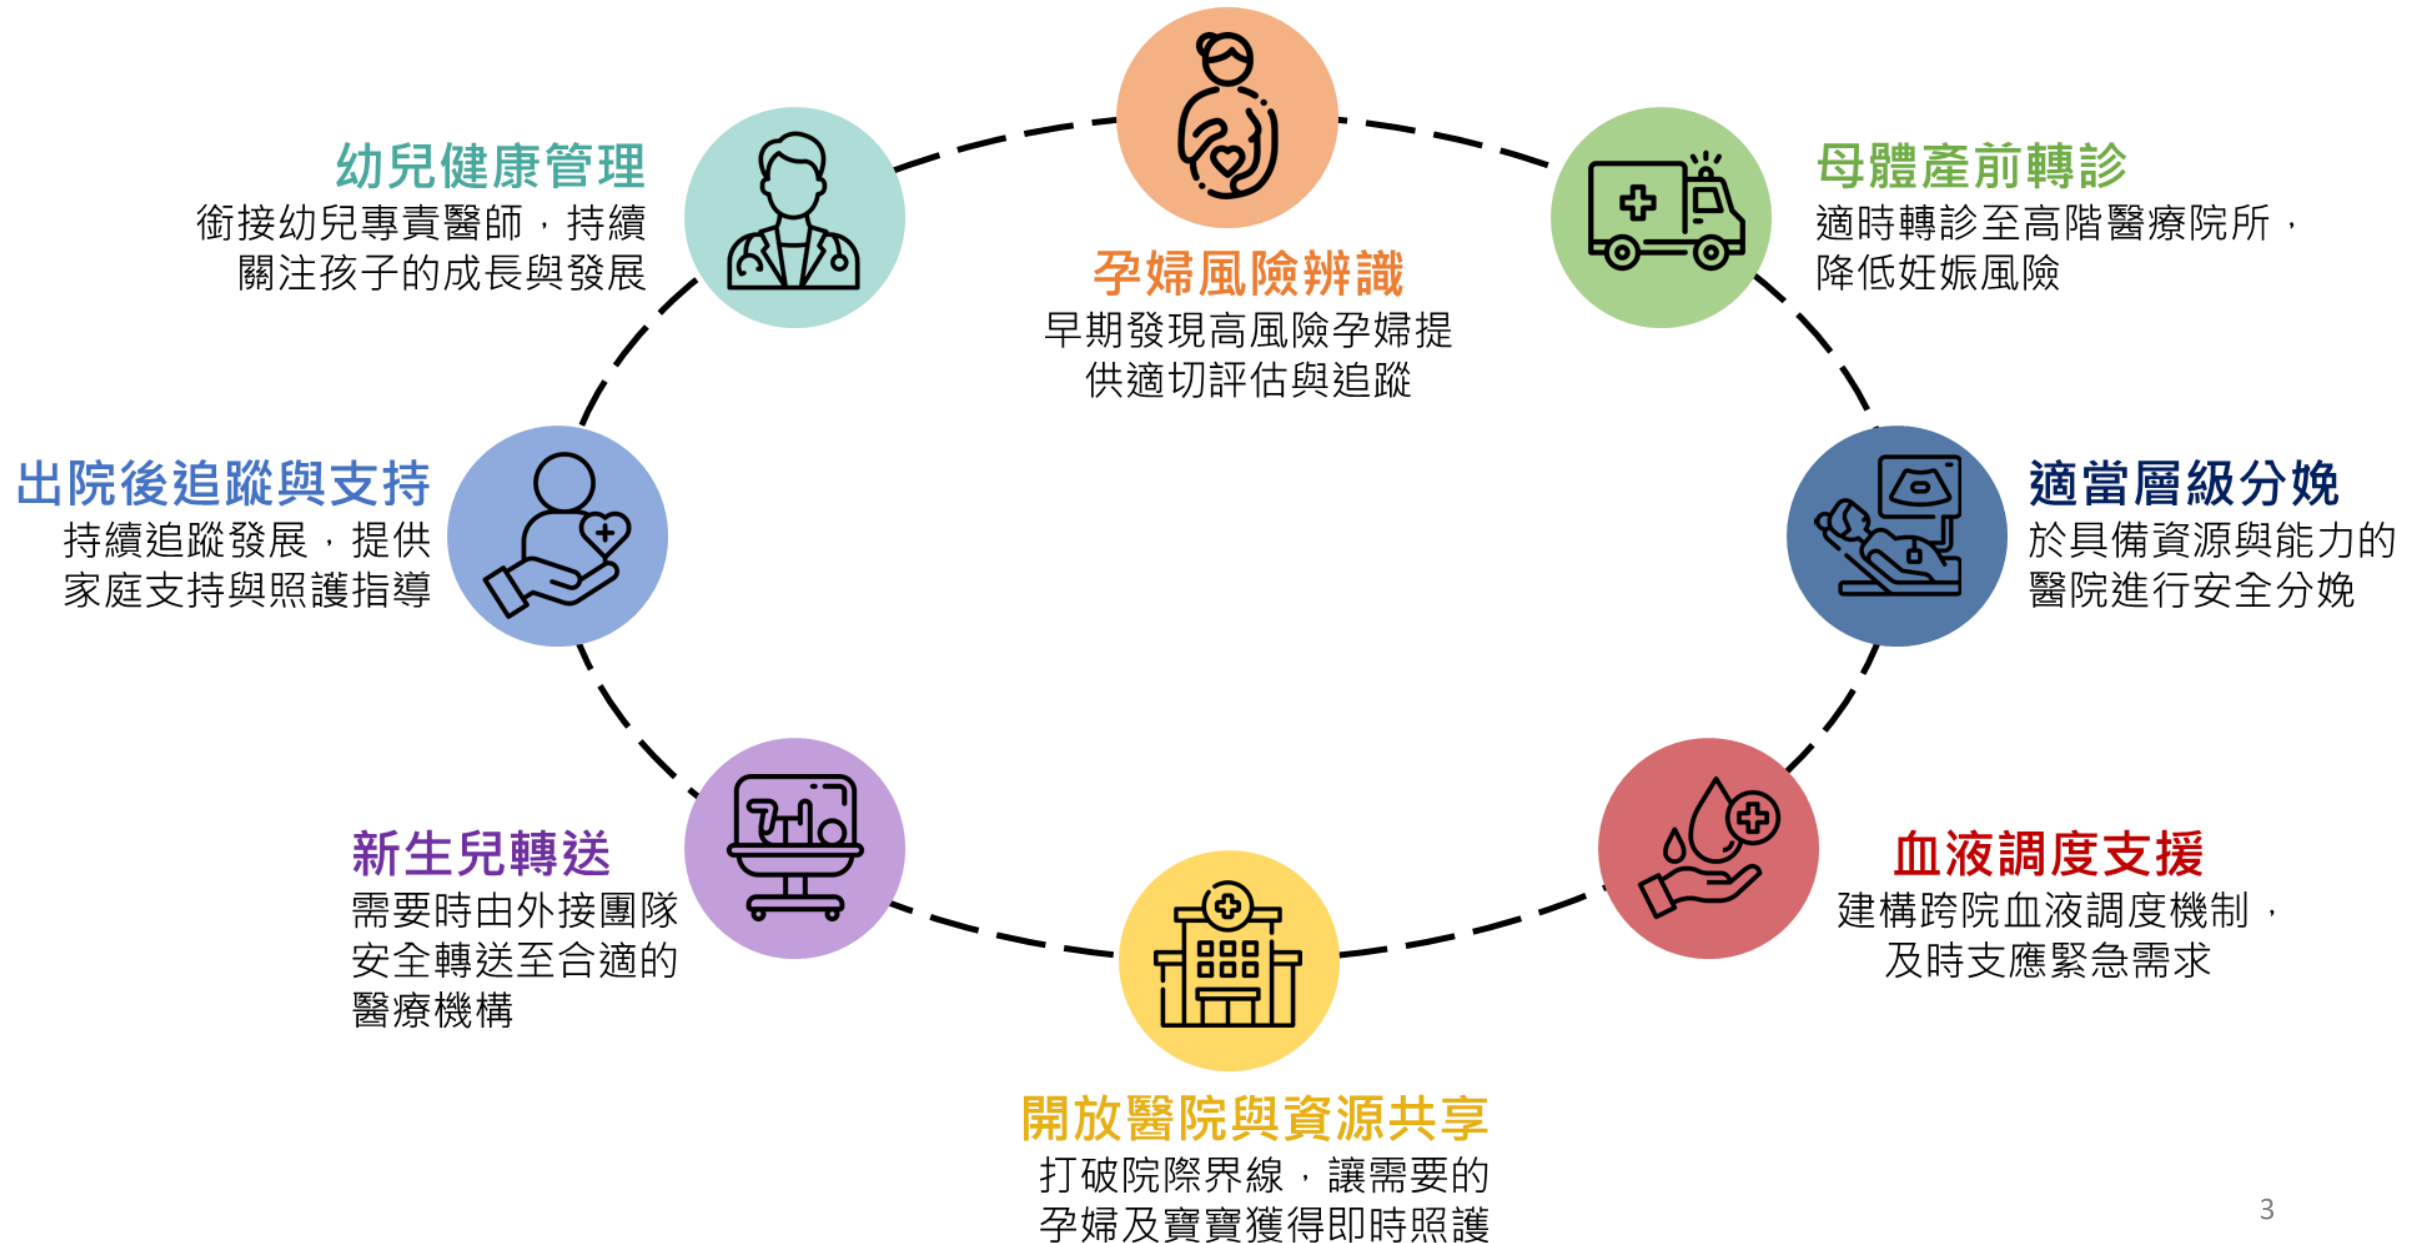 孕婦風險辨識
早期發現高風險孕婦提
供適切評估與追蹤
母體產前轉診
適時轉診至高階醫療院所，
降低妊娠風險
適當層級分娩
於具備資源與能力的
醫院進行安全分娩
血液調度支援
建構跨院血液調度機制，
及時支應緊急需求
開放醫院與資源共享
打破院際界線，讓需要的
孕婦及寶寶獲得即時照護
新生兒轉送
需要時由外接團隊
安全轉送至合適的
醫療機構
出院後追蹤與支持
持續追蹤發展，提供
家庭支持與照護指導
幼兒健康管理
銜接幼兒專責醫師，持續
關注孩子的成長與發展
3